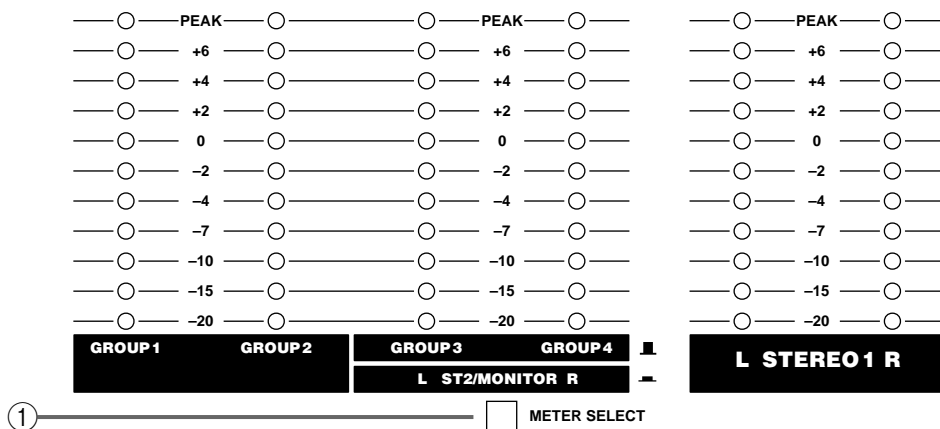 PEAK PEAK PEAK
+6 +6 +6
+4 +4 +4
+2 +2 +2
0 0 0
–2 –2 –2
–4 –4 –4
–7 –7 –7
–10 –10 –10
–15 –15 –15
–20 –20 –20
GROUP1 GROUP2 GROUP3 GROUP4
L STEREO1 R
L ST2/MONITOR R
① METER SELECT